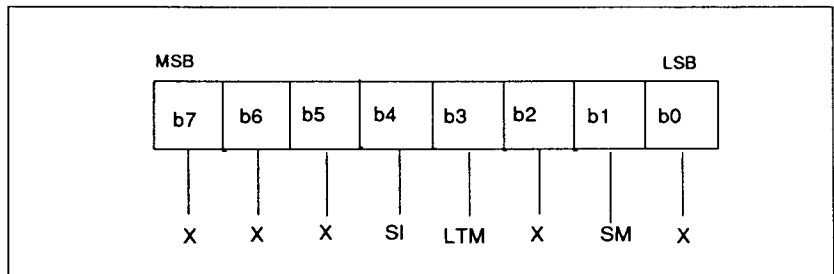 MSB LSB
b7 b6 b5 b4 b3 b2 b1 b0
X X X SI LTM X SM X